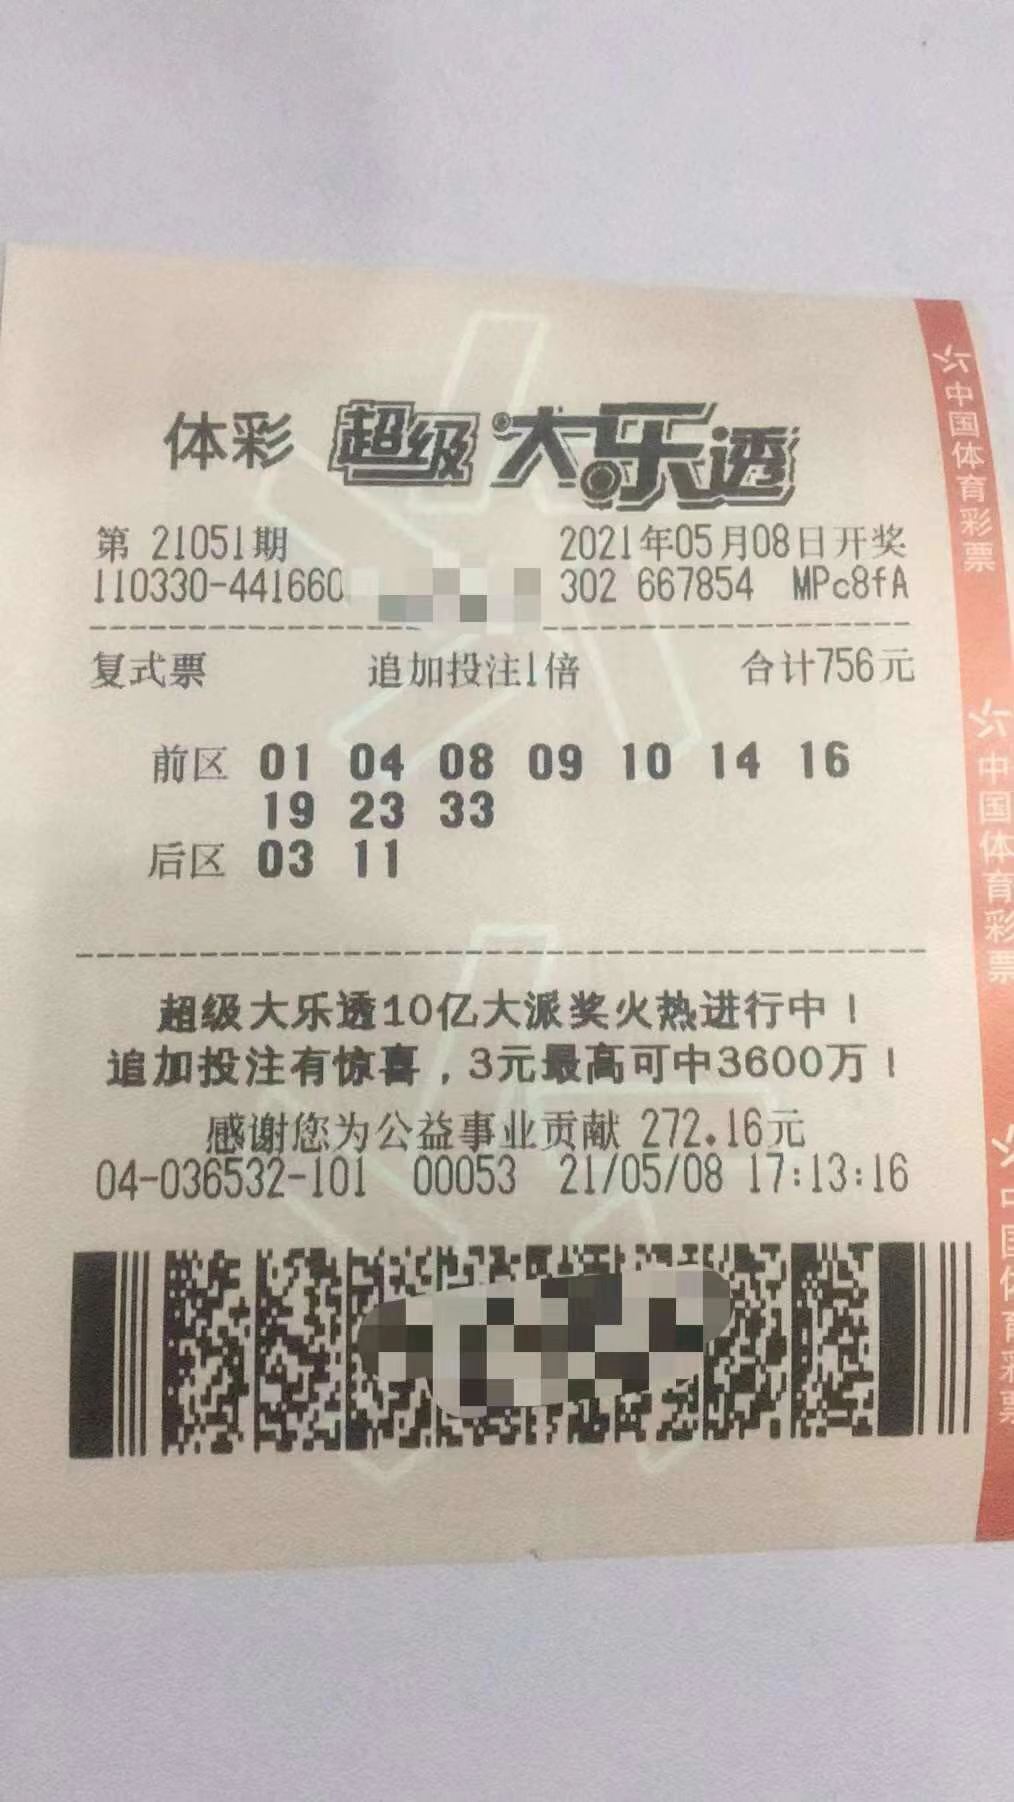 体彩 超级大乐透
第 21051期 2021年05月08日开奖
110330-441660 302 667854 MPc8fA
复式票 追加投注1倍 合计756元
前区 01 04 08 09 10 14 16
19 23 33
后区 03 11
超级大乐透10亿大派奖火热进行中！
追加投注有惊喜，3元最高可中3600万！
感谢您为公益事业贡献 272.16元
04-036532-101 00053 21/05/08 17:13:16
中国体育彩票
中国体育彩票
中国体育彩票